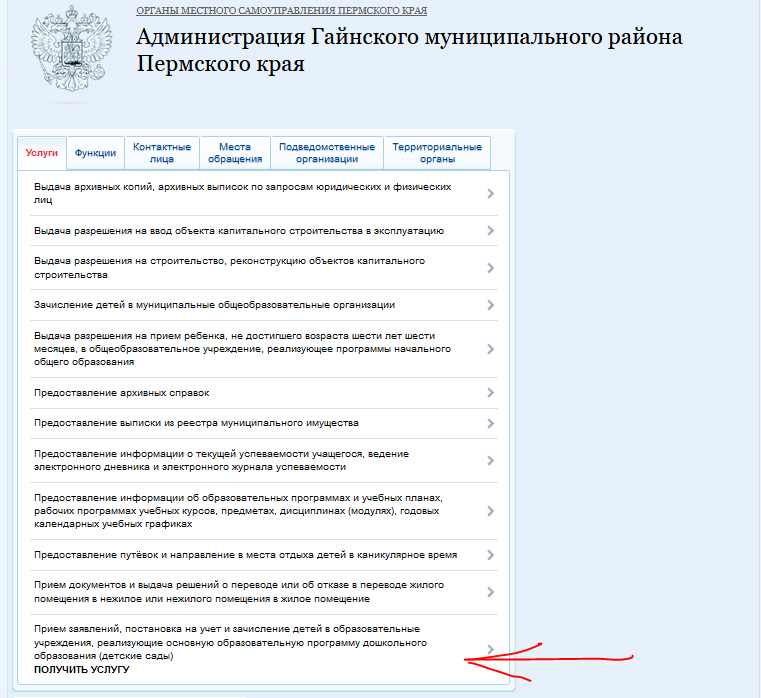 ОРГАНЫ МЕСТНОГО САМОУПРАВЛЕНИЯ ПЕРМСКОГО КРАЯ
Администрация Гайнского муниципального района
Пермского края
Услуги
Функции
Контактные
лица
Места
обращения
Подведомственные
организации
Территориальные
органы
Выдача архивных копий, архивных выписок по запросам юридических и физических
лиц
Выдача разрешения на ввод объекта капитального строительства в эксплуатацию
Выдача разрешения на строительство, реконструкцию объектов капитального
строительства
Зачисление детей в муниципальные общеобразовательные организации
Выдача разрешения на прием ребенка, не достигшего возраста шести лет шести
месяцев, в общеобразовательное учреждение, реализующее программы начального
общего образования
Предоставление архивных справок
Предоставление выписки из реестра муниципального имущества
Предоставление информации о текущей успеваемости учащегося, ведение
электронного дневника и электронного журнала успеваемости
Предоставление информации об образовательных программах и учебных планах,
рабочих программах учебных курсов, предметах, дисциплинах (модулях), годовых
календарных учебных графиках
Предоставление путёвок и направление в места отдыха детей в каникулярное время
Прием документов и выдача решений о переводе или об отказе в переводе жилого
помещения в нежилое или нежилого помещения в жилое помещение
Прием заявлений, постановка на учет и зачисление детей в образовательные
учреждения, реализующие основную образовательную программу дошкольного
образования (детские сады)
ПОЛУЧИТЬ УСЛУГУ